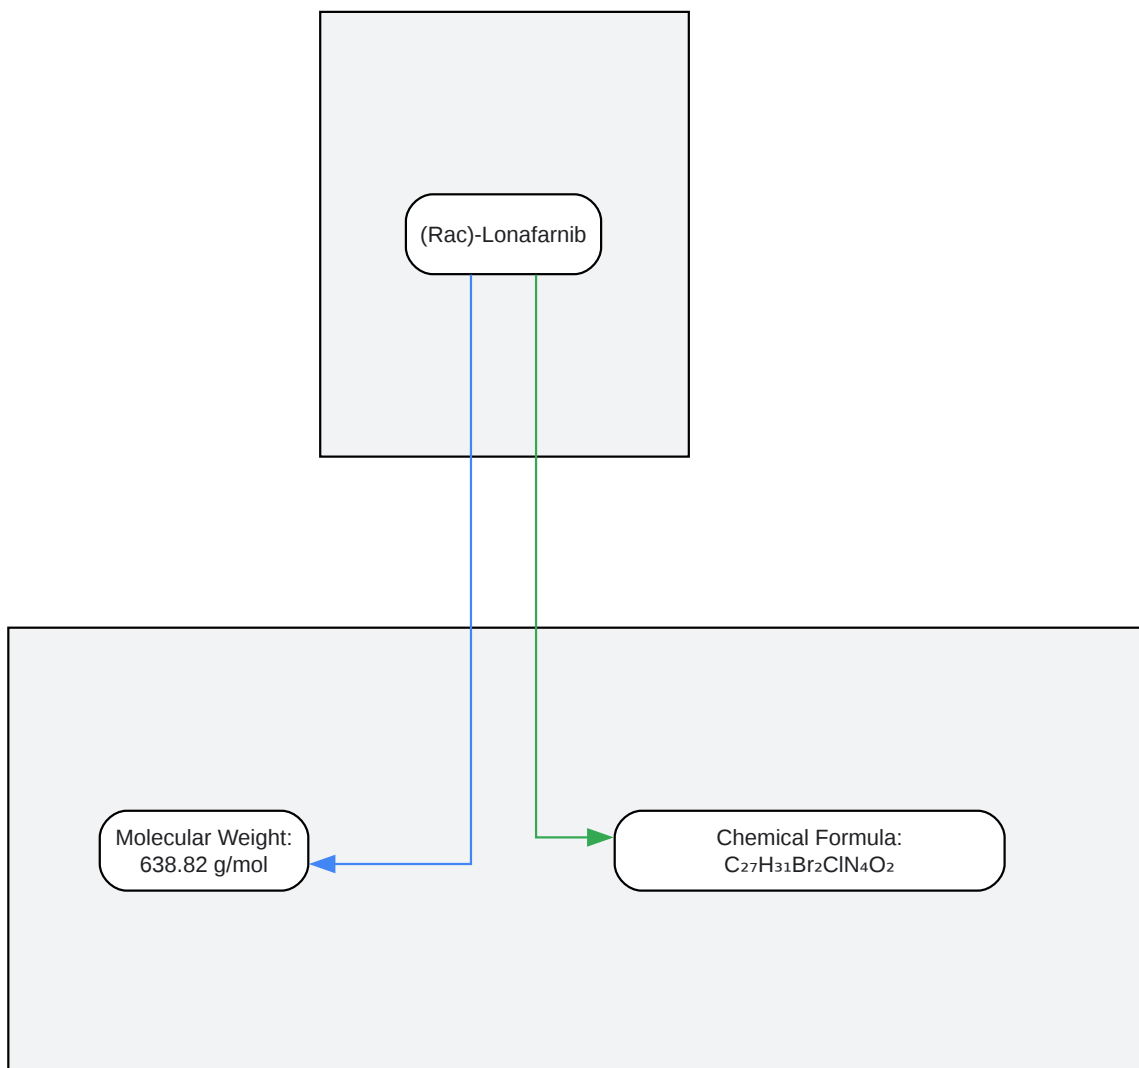 (Rac)-Lonafarnib
Molecular Weight:
638.82 g/mol
Chemical Formula:
C₂₇H₃₁Br₂ClN₄O₂